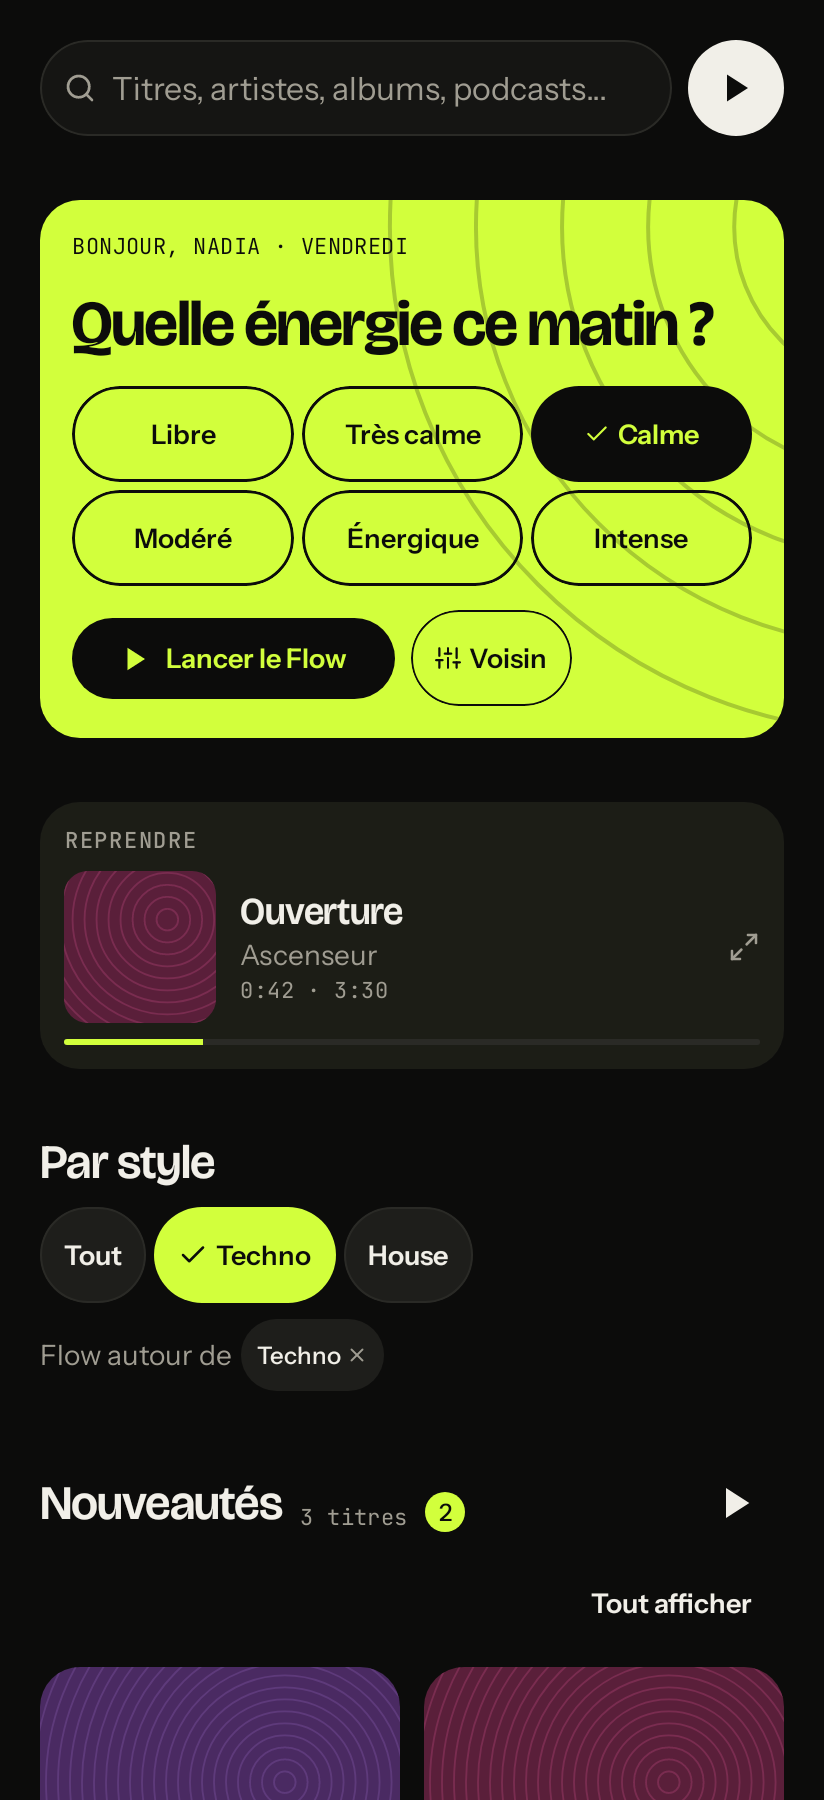 Titres, artistes, albums, podcasts...
BONJOUR, NADIA · VENDREDI
Quelle énergie ce matin ?
Libre
Très calme
Calme
Modéré
Énergique
Intense
Lancer le Flow
Voisin
REPRENDRE
Ouverture
Ascenseur
0:42 · 3:30
Par style
Tout
Techno
House
Flow autour de Techno ×
Nouveautés 3 titres 2
Tout afficher